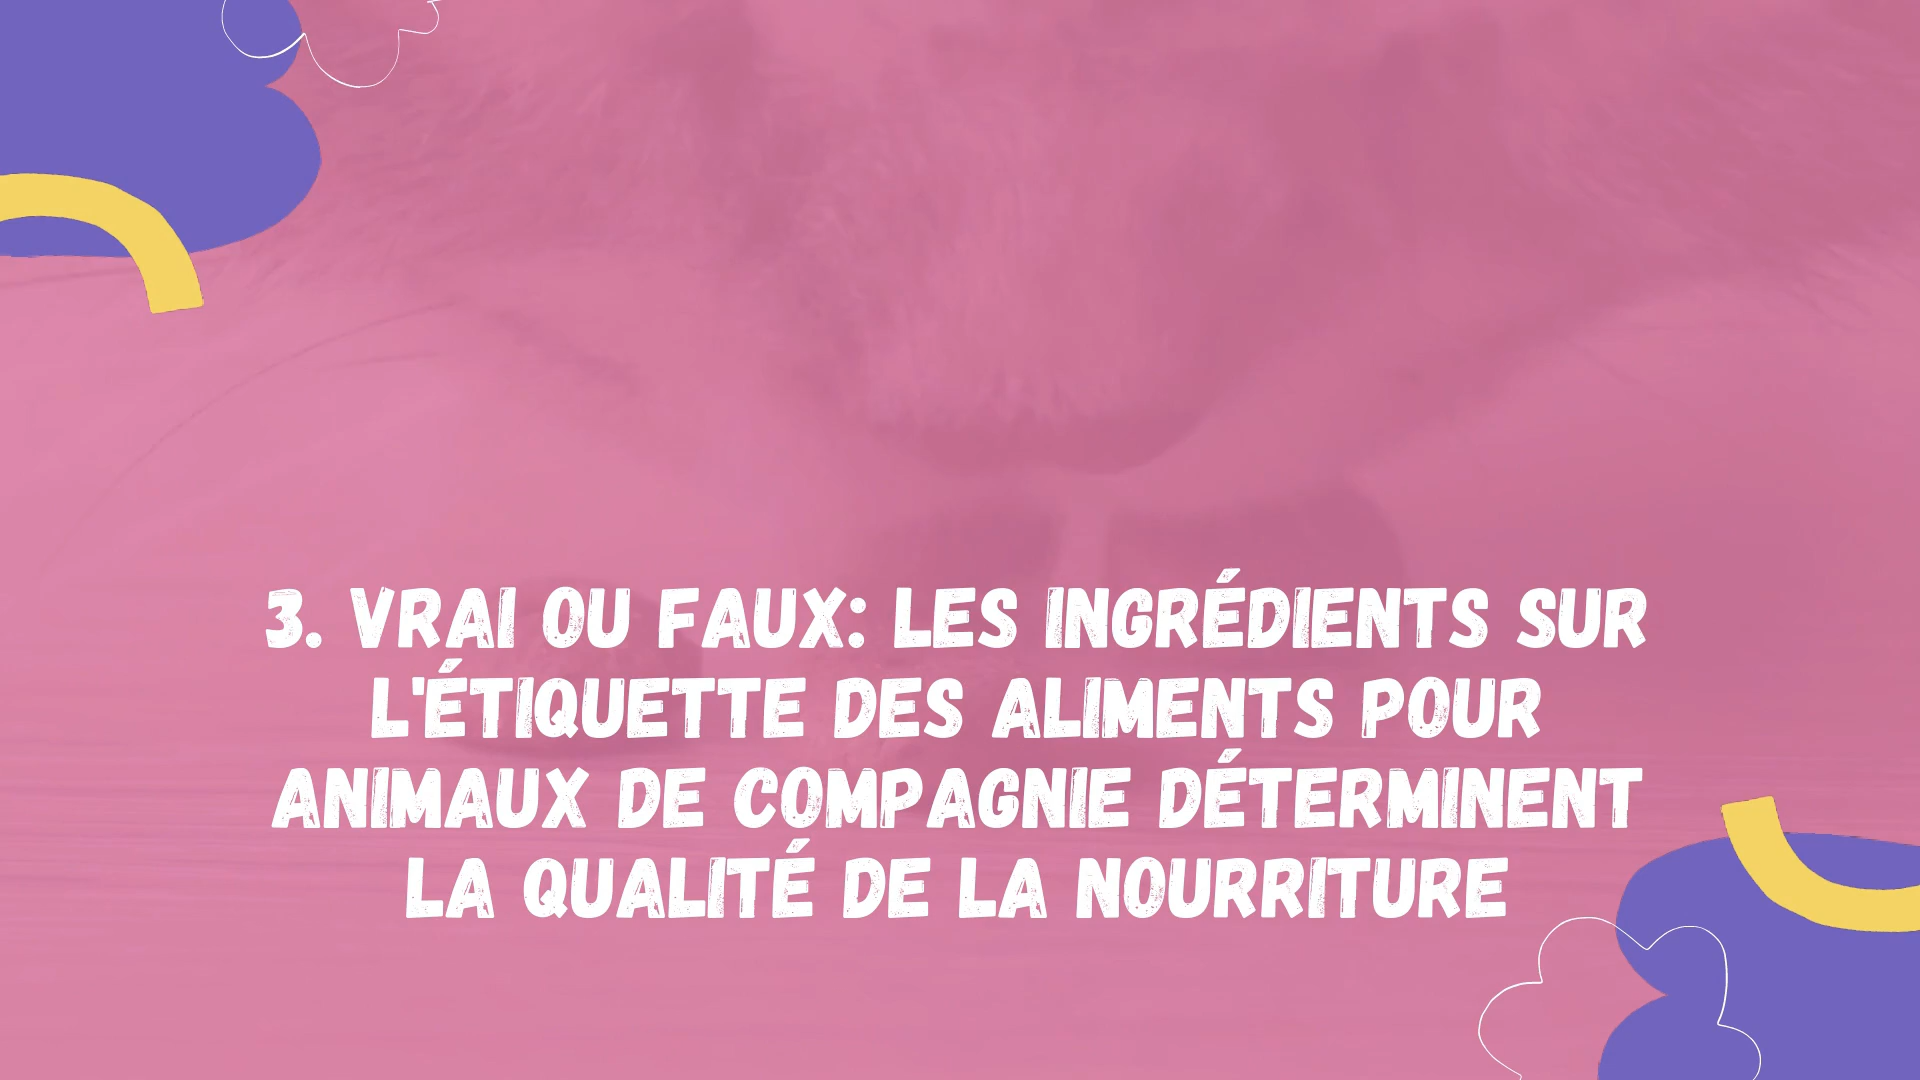 3. VRAI OU FAUX: LES INGRÉDIENTS SUR
L'ÉTIQUETTE DES ALIMENTS POUR
ANIMAUX DE COMPAGNIE DÉTERMINENT
LA QUALITÉ DE LA NOURRITURE